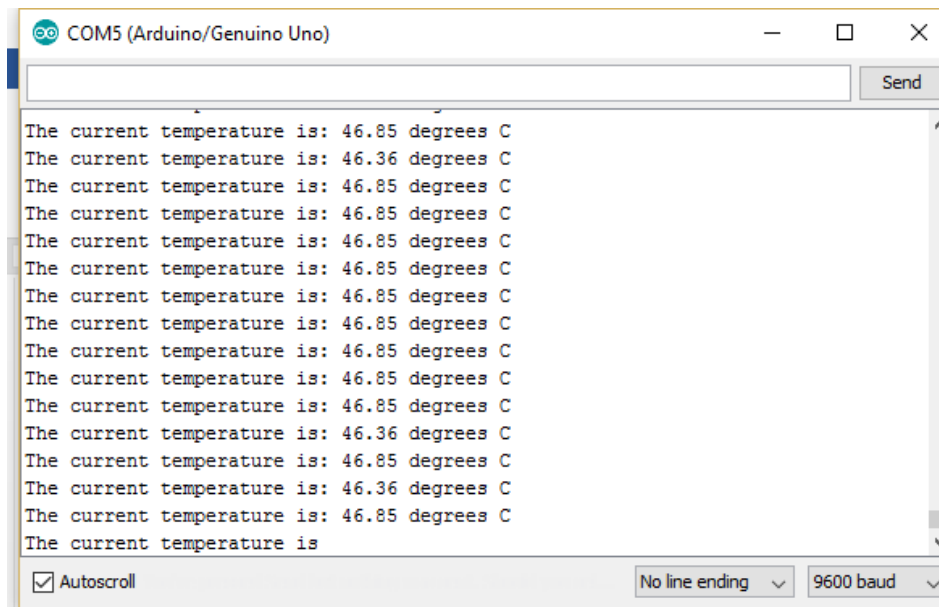 COM5 (Arduino/Genuino Uno)
Send
The current temperature is: 46.85 degrees C
The current temperature is: 46.36 degrees C
The current temperature is: 46.85 degrees C
The current temperature is: 46.85 degrees C
The current temperature is: 46.85 degrees C
The current temperature is: 46.85 degrees C
The current temperature is: 46.85 degrees C
The current temperature is: 46.85 degrees C
The current temperature is: 46.85 degrees C
The current temperature is: 46.85 degrees C
The current temperature is: 46.85 degrees C
The current temperature is: 46.36 degrees C
The current temperature is: 46.85 degrees C
The current temperature is: 46.36 degrees C
The current temperature is: 46.85 degrees C
The current temperature is
Autoscroll
No line ending
9600 baud